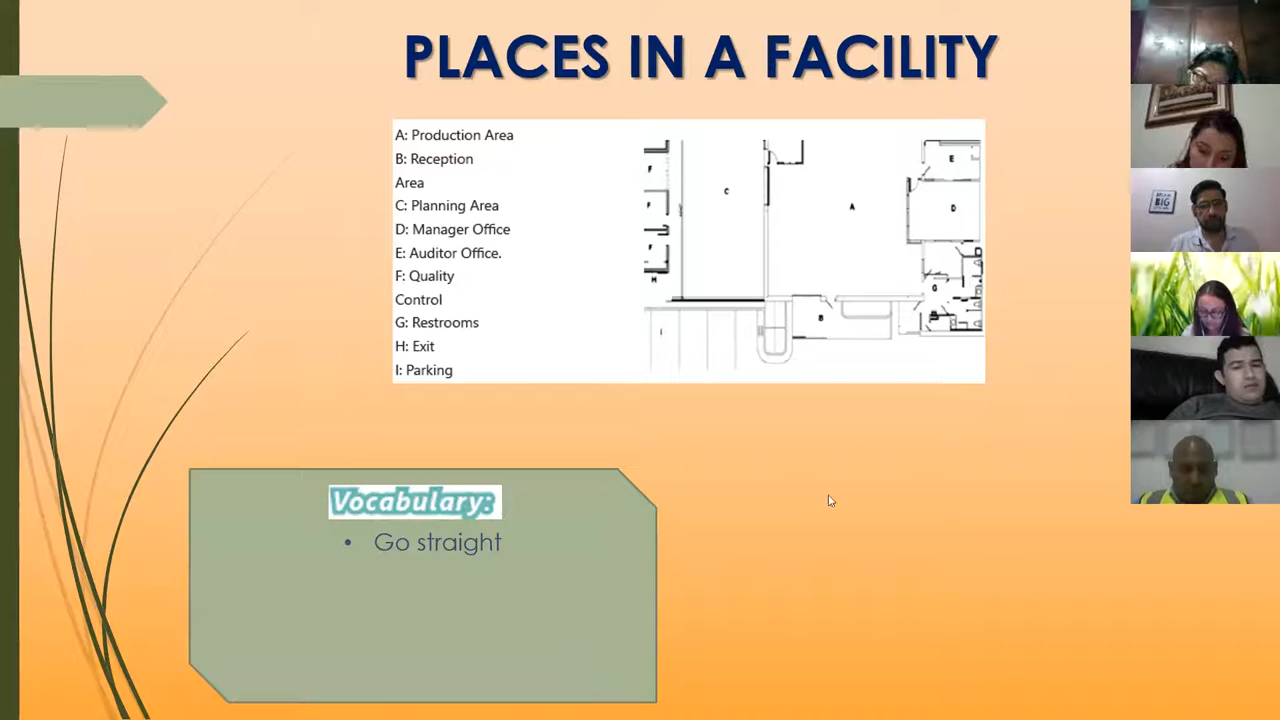 PLACES IN A FACILITY
A: Production Area
B: Reception
Area
C: Planning Area
D: Manager Office
E: Auditor Office.
F: Quality
Control
G: Restrooms
H: Exit
I: Parking
F
F
F
H
I
C
A
B
E
D
G
Vocabulary:
• Go straight
BIG